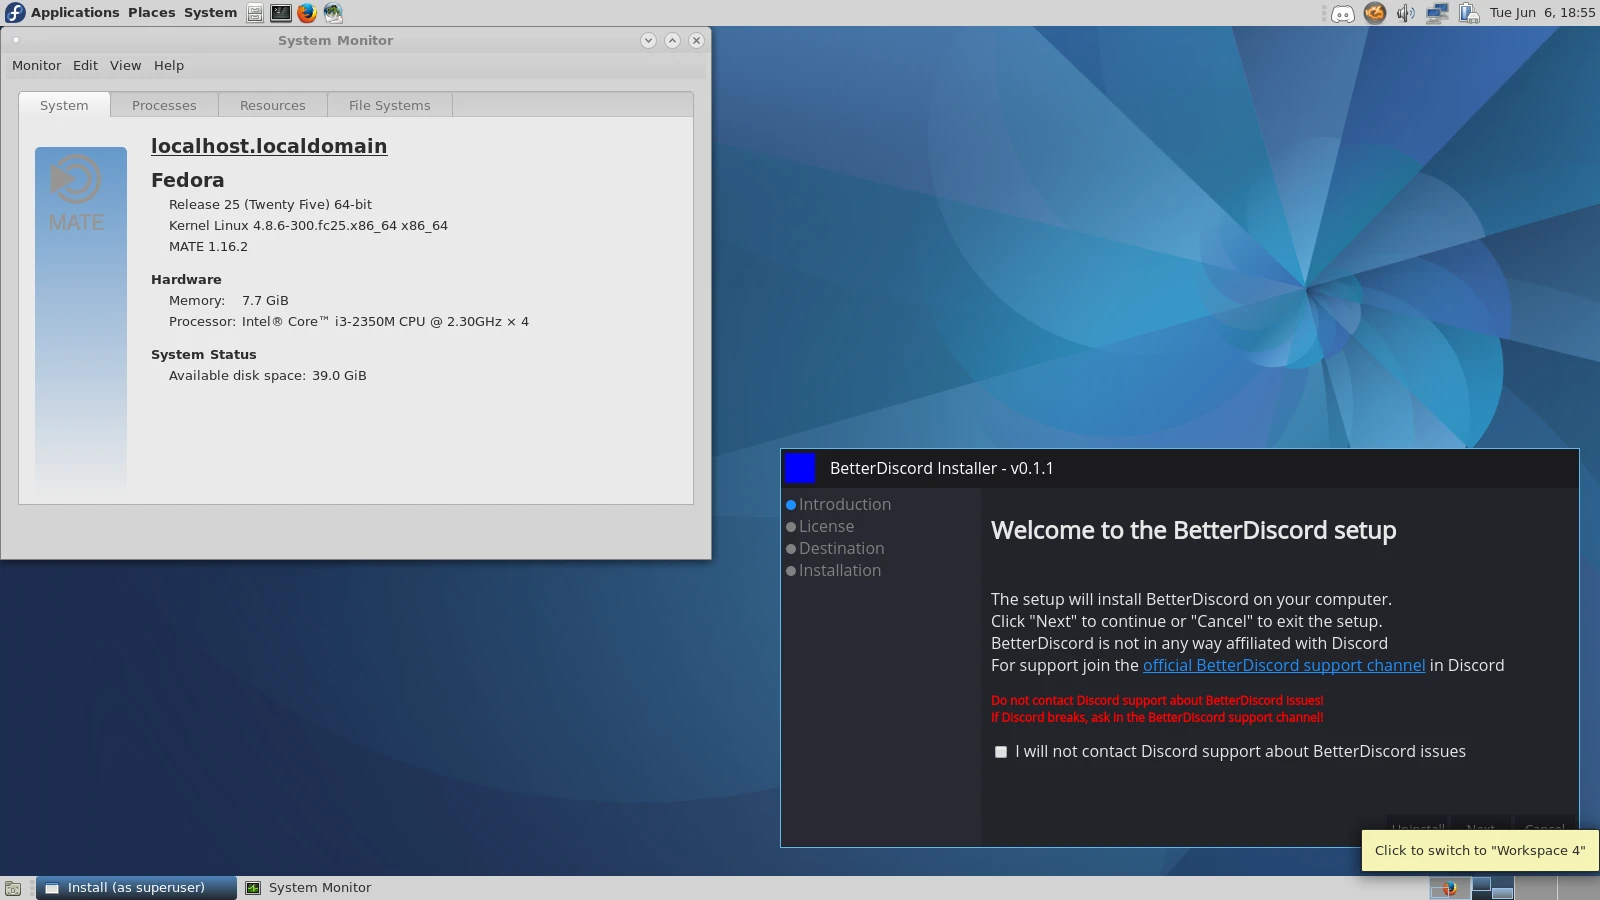 Applications Places System
Tue Jun 6, 18:55
System Monitor
Monitor Edit View Help
System Processes Resources File Systems
MATE
localhost.localdomain
Fedora
Release 25 (Twenty Five) 64-bit
Kernel Linux 4.8.6-300.fc25.x86_64 x86_64
MATE 1.16.2
Hardware
Memory: 7.7 GiB
Processor: Intel® Core™ i3-2350M CPU @ 2.30GHz × 4
System Status
Available disk space: 39.0 GiB
BetterDiscord Installer - v0.1.1
Introduction
License
Destination
Installation
Welcome to the BetterDiscord setup
The setup will install BetterDiscord on your computer.
Click "Next" to continue or "Cancel" to exit the setup.
BetterDiscord is not in any way affiliated with Discord
For support join the official BetterDiscord support channel in Discord
Do not contact Discord support about BetterDiscord issues!
If Discord breaks, ask in the BetterDiscord support channel!
I will not contact Discord support about BetterDiscord issues
Uninstall Next Cancel
Click to switch to "Workspace 4"
Install (as superuser) System Monitor